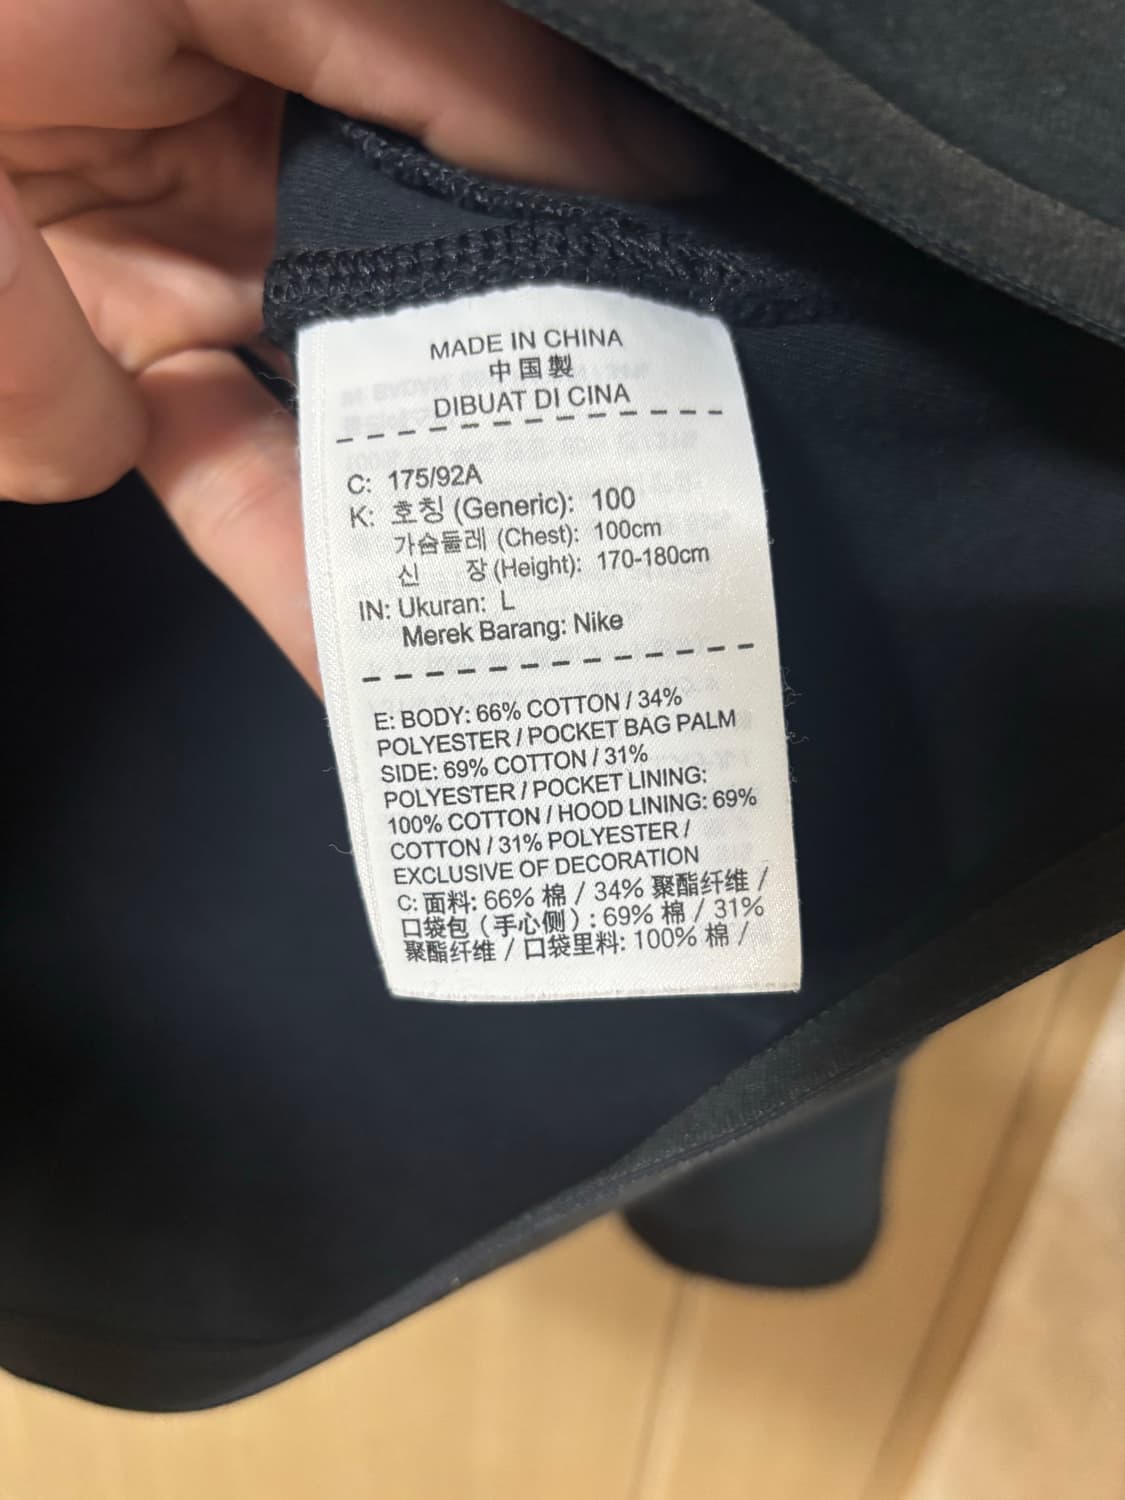 MADE IN CHINA
中国製
DIBUAT DI CINA
C: 175/92A
K: 호칭 (Generic): 100
가슴둘레 (Chest): 100cm
신 장 (Height): 170-180cm
IN: Ukuran: L
Merek Barang: Nike
E: BODY: 66% COTTON / 34%
POLYESTER / POCKET BAG PALM
SIDE: 69% COTTON / 31%
POLYESTER / POCKET LINING:
100% COTTON / HOOD LINING: 69%
COTTON / 31% POLYESTER /
EXCLUSIVE OF DECORATION
C: 面料: 66% 棉 / 34% 聚酯纤维 /
口袋包 (手心侧) : 69% 棉 / 31%
聚酯纤维 / 口袋里料: 100% 棉 /